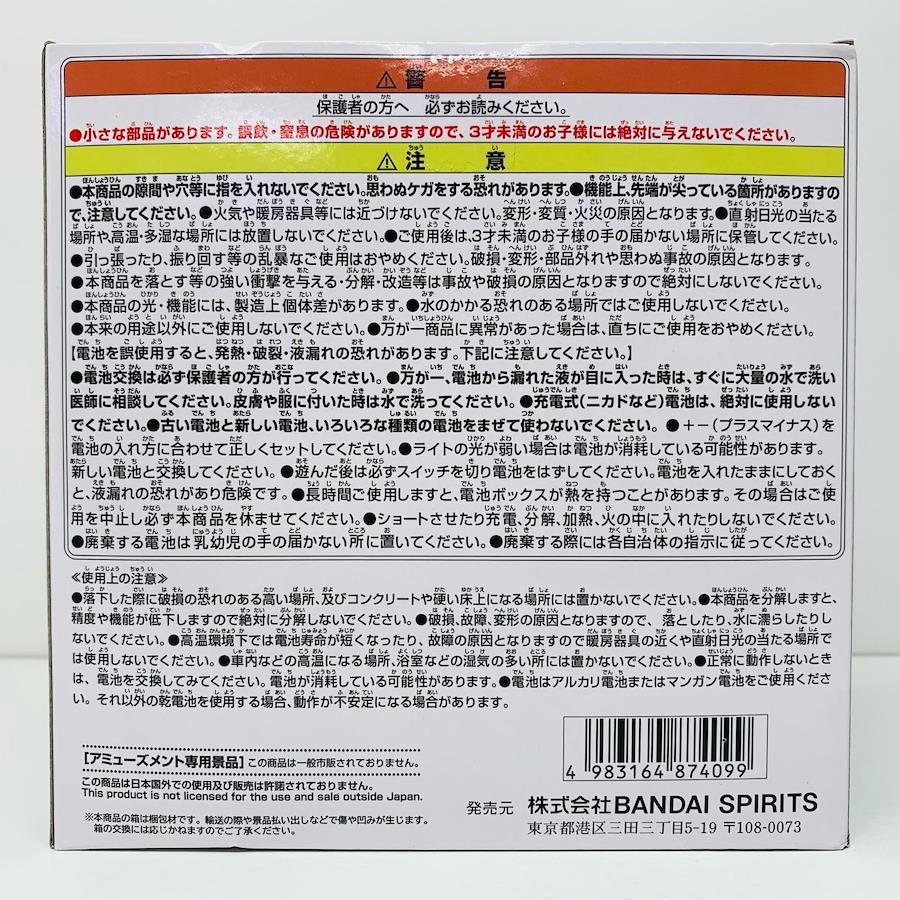 ⚠警告
保護者の方へ 必ずお読みください。
●小さな部品があります。誤飲・窒息の危険がありますので、3才未満のお子様には絶対に与えないでください。
⚠注意
●本商品の隙間や穴等に指を入れないでください。思わぬケガをする恐れがあります。●機能上、先端が尖っている箇所がありますの
で、注意してください。●火気や暖房器具等には近づけないでください。変形・変質・火災の原因となります。●直射日光の当たる
場所や、高温・多湿な場所には放置しないでください。●ご使用後は、3才未満のお子様の手の届かない場所に保管してください。
●引っ張ったり、振り回す等の乱暴なご使用はおやめください。破損・変形・部品外れや思わぬ事故の原因となります。
●本商品を落とす等の強い衝撃を与える・分解・改造等は事故や破損の原因となりますので絶対にしないでください。
●本商品の光・機能には、製造上個体差があります。●水のかかる恐れのある場所ではご使用しないでください。
●本来の用途以外にご使用しないでください。●万が一商品に異常があった場合は、直ちにご使用をおやめください。
【電池を誤使用すると、発熱・破裂・液漏れの恐れがあります。下記に注意してください。】
●電池交換は必ず保護者の方が行ってください。●万が一、電池から漏れた液が目に入った時は、すぐに大量の水で洗い
医師に相談してください。皮膚や服に付いた時は水で洗ってください。●充電式(ニカドなど)電池は、絶対に使用しない
でください。●古い電池と新しい電池、いろいろな種類の電池をまぜて使わないでください。●+−(プラスマイナス)を
電池の入れ方に合わせて正しくセットしてください。●ライトの光が弱い場合は電池が消耗している可能性があります。
新しい電池と交換してください。●遊んだ後は必ずスイッチを切り電池をはずしてください。電池を入れたままにしておく
と、液漏れの恐れがあり危険です。●長時間ご使用しますと、電池ボックスが熱を持つことがあります。その場合はご使
用を中止し必ず本商品を休ませてください。●ショートさせたり充電、分解、加熱、火の中に入れたりしないでください。
●廃棄する電池は乳幼児の手の届かない所に置いてください。●廃棄する際には各自治体の指示に従ってください。
≪使用上の注意≫
●落下した際に破損の恐れのある高い場所、及びコンクリートや硬い床上になる場所には置かないでください。●本商品を分解しますと、
精度や機能が低下しますので絶対に分解しないでください。●破損、故障、変形の原因となりますので、落としたり、水に濡らしたりし
ないでください。●高温環境下では電池寿命が短くなったり、故障の原因となりますので暖房器具の近くや直射日光の当たる場所で
は使用しないでください。●車内などの高温になる場所、浴室などの湿気の多い所には置かないでください。●正常に動作しないとき
は、電池を交換してみてください。電池が消耗している可能性があります。●電池はアルカリ電池またはマンガン電池をご使用くださ
い。それ以外の乾電池を使用する場合、動作が不安定になる場合があります。
【アミューズメント専用景品】この商品は一般市販されておりません。
この商品は日本国外での使用及び販売は許諾されておりません。
This product is not licensed for the use and sale outside Japan.
※本商品の箱は梱包材です。輸送の際や景品払い出しなどで傷や凹みが生じます。
箱の交換には応じかねますのでご了承ください。
4 983164 874099
発売元 株式会社BANDAI SPIRITS
東京都港区三田三丁目5-19 〒108-0073